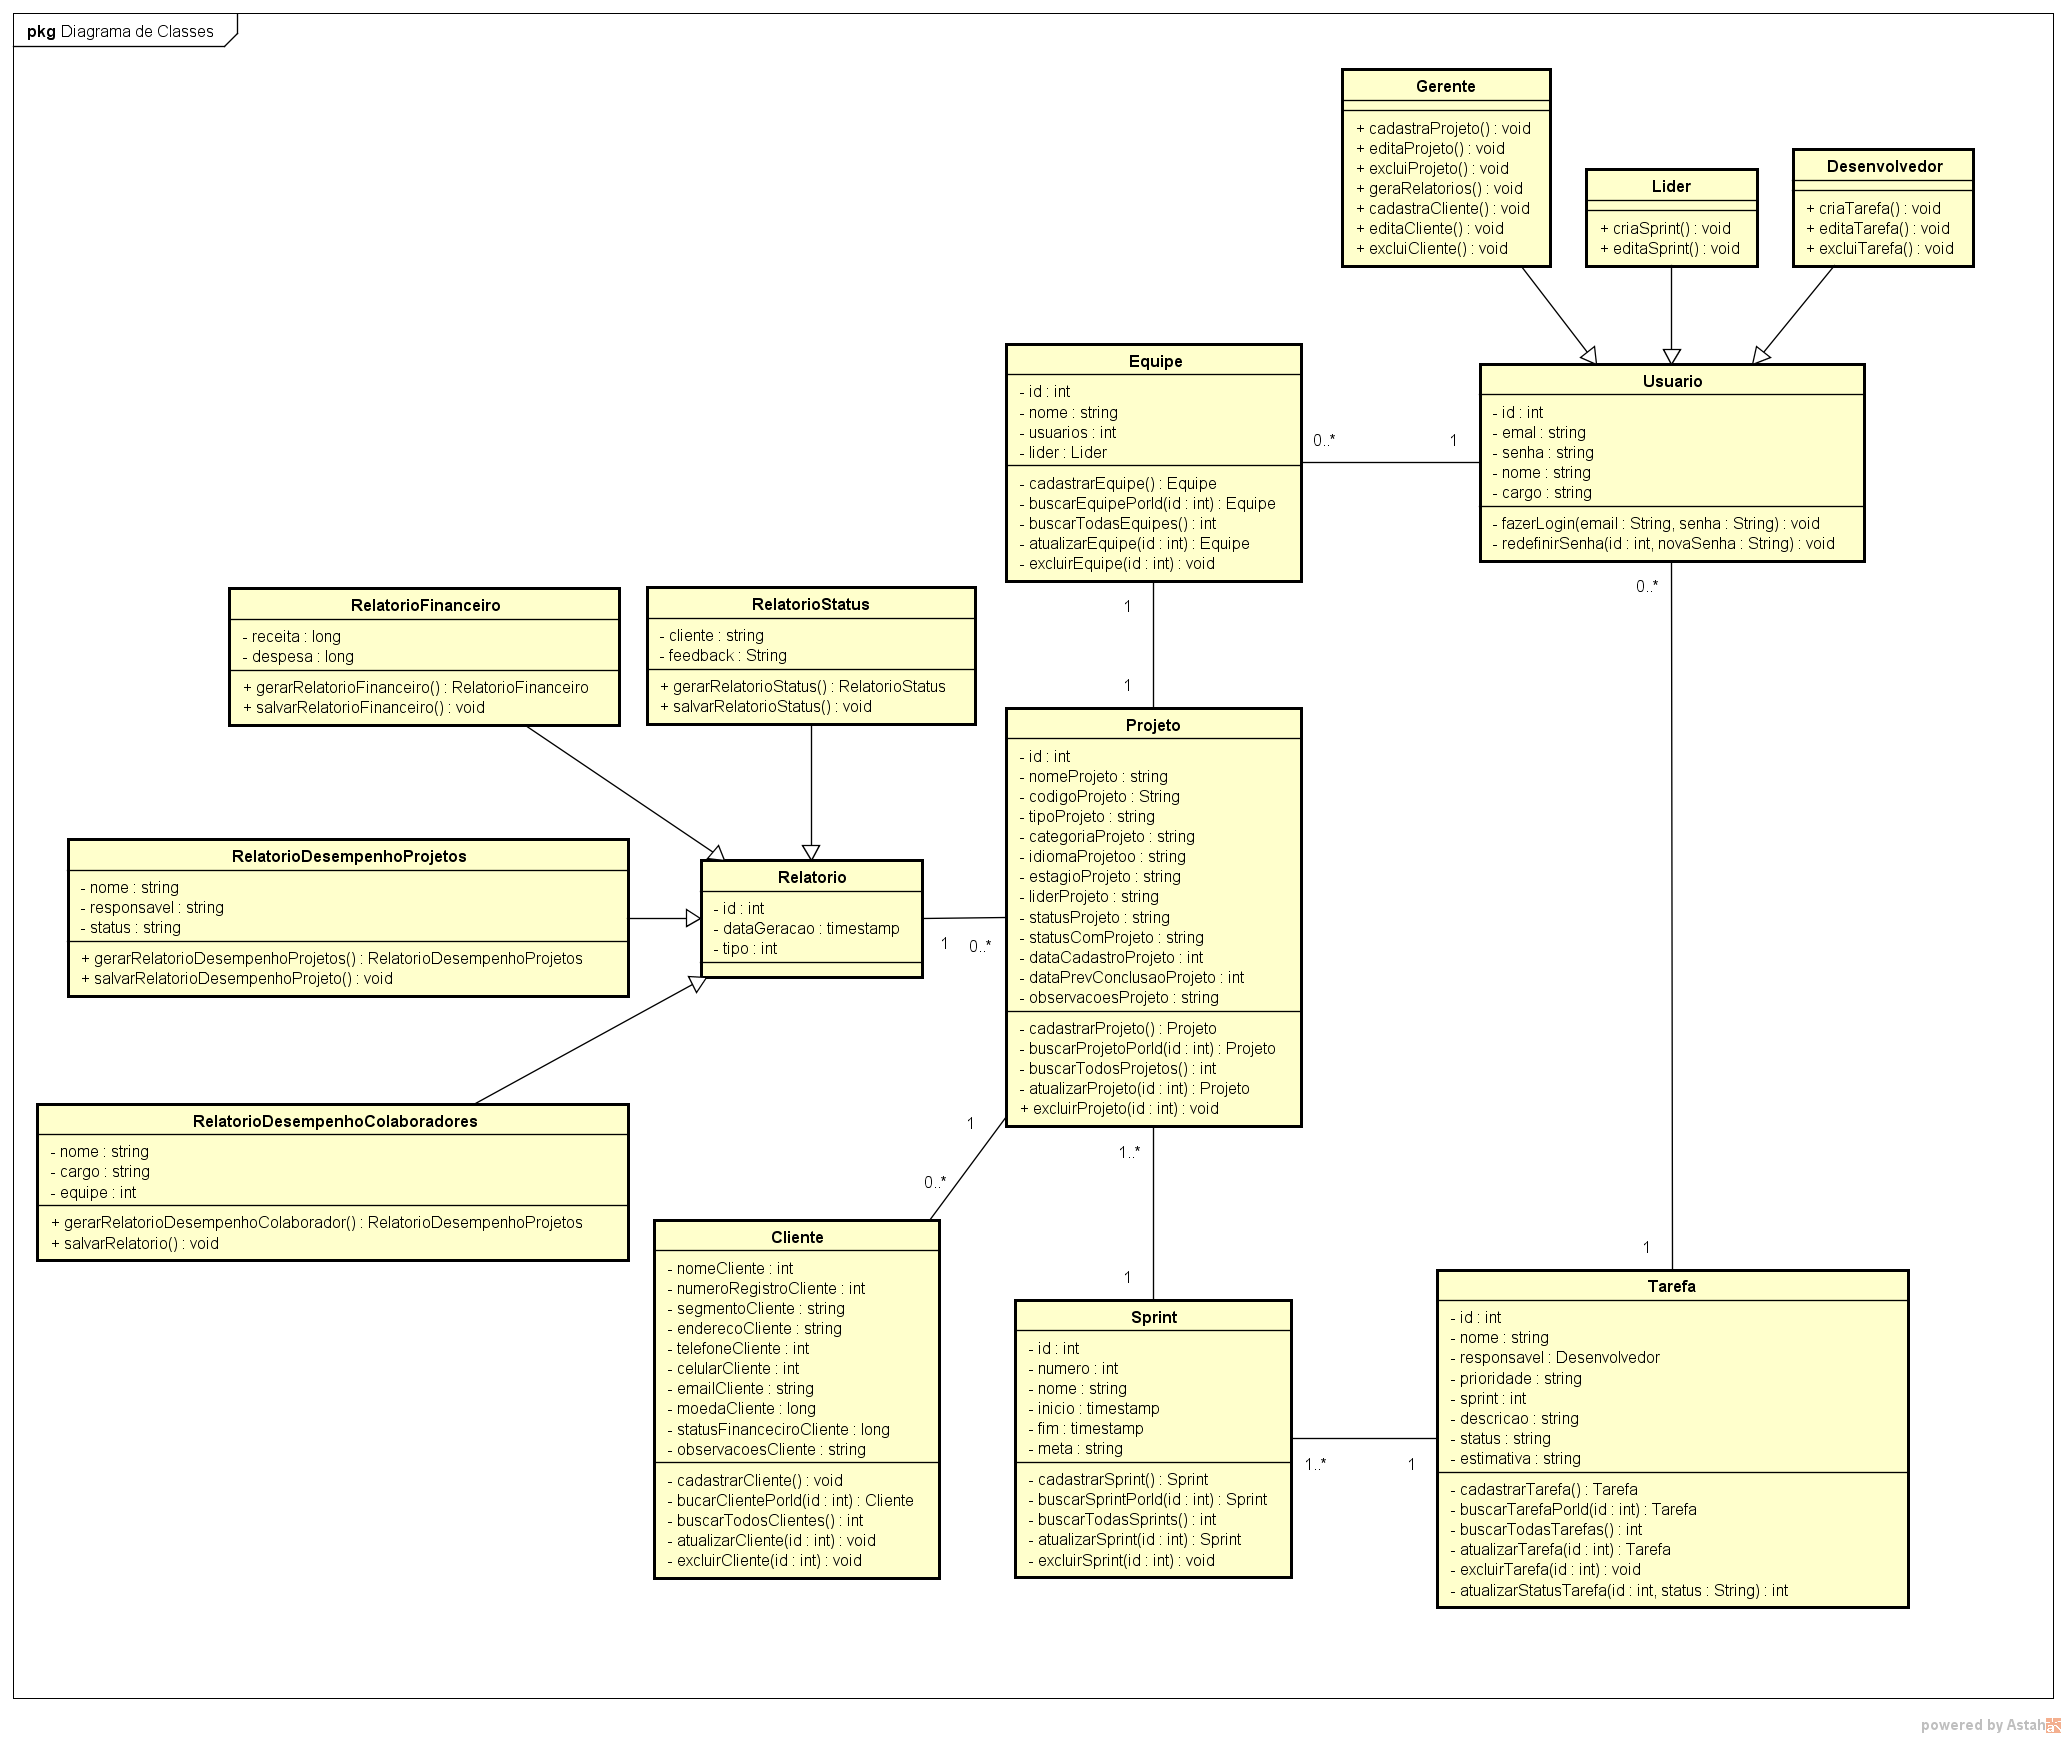 pkg Diagrama de Classes
Gerente
+ cadastraProjeto() : void
+ editaProjeto() : void
+ excluiProjeto() : void
+ geraRelatorios() : void
+ cadastraCliente() : void
+ editaCliente() : void
+ excluiCliente() : void
Lider
+ criaSprint() : void
+ editaSprint() : void
Desenvolvedor
+ criaTarefa() : void
+ editaTarefa() : void
+ excluiTarefa() : void
Equipe
- id : int
- nome : string
- usuarios : int
- lider : Lider
- cadastrarEquipe() : Equipe
- buscarEquipePorId(id : int) : Equipe
- buscarTodasEquipes() : int
- atualizarEquipe(id : int) : Equipe
- excluirEquipe(id : int) : void
0..*
1
Usuario
- id : int
- emal : string
- senha : string
- nome : string
- cargo : string
- fazerLogin(email : String, senha : String) : void
- redefinirSenha(id : int, novaSenha : String) : void
0..*
1
1
1
RelatorioFinanceiro
- receita : long
- despesa : long
+ gerarRelatorioFinanceiro() : RelatorioFinanceiro
+ salvarRelatorioFinanceiro() : void
RelatorioStatus
- cliente : string
- feedback : String
+ gerarRelatorioStatus() : RelatorioStatus
+ salvarRelatorioStatus() : void
Projeto
- id : int
- nomeProjeto : string
- codigoProjeto : String
- tipoProjeto : string
- categoriaProjeto : string
- idiomaProjetoo : string
- estagioProjeto : string
- liderProjeto : string
- statusProjeto : string
- statusComProjeto : string
- dataCadastroProjeto : int
- dataPrevConclusaoProjeto : int
- observacoesProjeto : string
- cadastrarProjeto() : Projeto
- buscarProjetoPorId(id : int) : Projeto
- buscarTodosProjetos() : int
- atualizarProjeto(id : int) : Projeto
+ excluirProjeto(id : int) : void
RelatorioDesempenhoProjetos
- nome : string
- responsavel : string
- status : string
+ gerarRelatorioDesempenhoProjetos() : RelatorioDesempenhoProjetos
+ salvarRelatorioDesempenhoProjeto() : void
Relatorio
- id : int
- dataGeracao : timestamp
- tipo : int
1
0..*
RelatorioDesempenhoColaboradores
- nome : string
- cargo : string
- equipe : int
+ gerarRelatorioDesempenhoColaborador() : RelatorioDesempenhoProjetos
+ salvarRelatorio() : void
1
0..*
1..*
1
Cliente
- nomeCliente : int
- numeroRegistroCliente : int
- segmentoCliente : string
- enderecoCliente : string
- telefoneCliente : int
- celularCliente : int
- emailCliente : string
- moedaCliente : long
- statusFinanceciroCliente : long
- observacoesCliente : string
- cadastrarCliente() : void
- bucarClientePorId(id : int) : Cliente
- buscarTodosClientes() : int
- atualizarCliente(id : int) : void
- excluirCliente(id : int) : void
Sprint
- id : int
- numero : int
- nome : string
- inicio : timestamp
- fim : timestamp
- meta : string
- cadastrarSprint() : Sprint
- buscarSprintPorId(id : int) : Sprint
- buscarTodasSprints() : int
- atualizarSprint(id : int) : Sprint
- excluirSprint(id : int) : void
1..*
1
Tarefa
- id : int
- nome : string
- responsavel : Desenvolvedor
- prioridade : string
- sprint : int
- descricao : string
- status : string
- estimativa : string
- cadastrarTarefa() : Tarefa
- buscarTarefaPorId(id : int) : Tarefa
- buscarTodasTarefas() : int
- atualizarTarefa(id : int) : Tarefa
- excluirTarefa(id : int) : void
- atualizarStatusTarefa(id : int, status : String) : int
powered by Astah